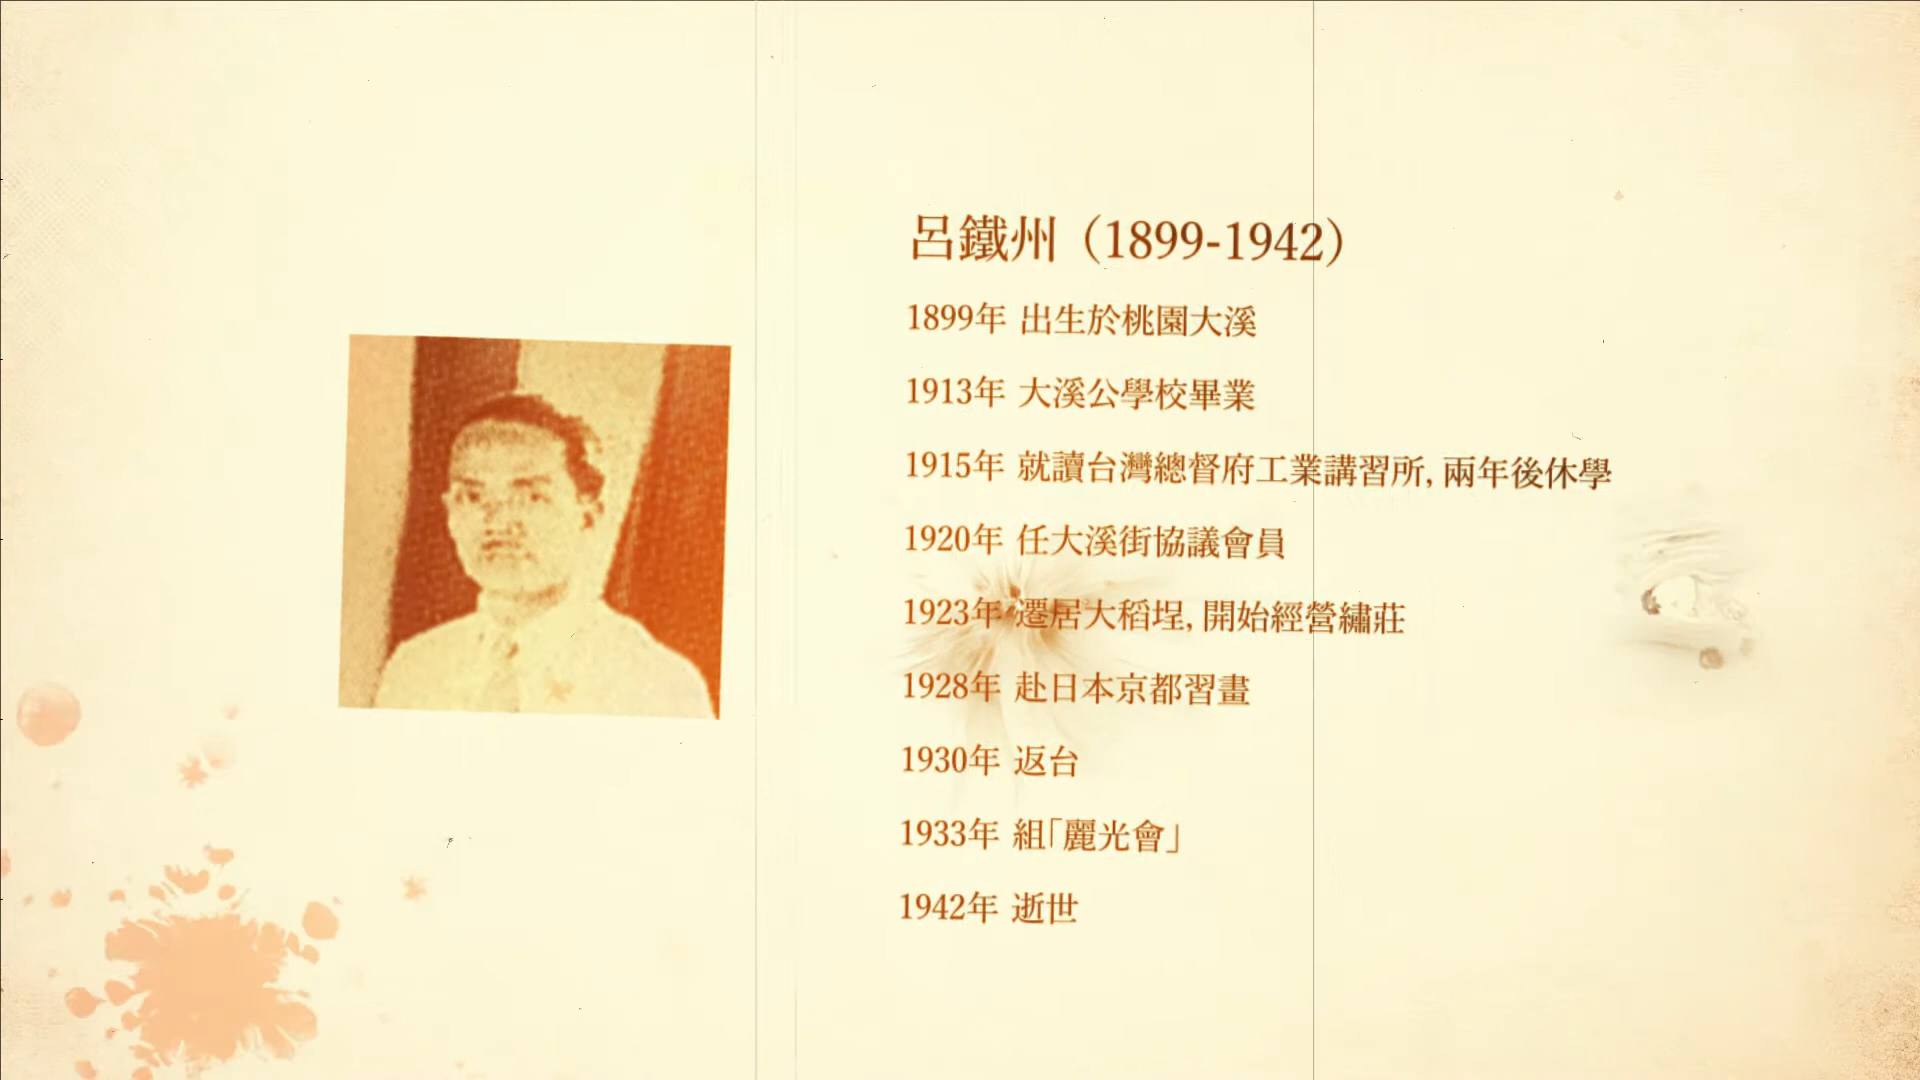 呂鐵州（1899-1942）
1899年 出生於桃園大溪
1913年 大溪公學校畢業
1915年 就讀台灣總督府工業講習所, 兩年後休學
1920年 任大溪街協議會員
1923年 遷居大稻埕, 開始經營繡莊
1928年 赴日本京都習畫
1930年 返台
1933年 組「麗光會」
1942年 逝世